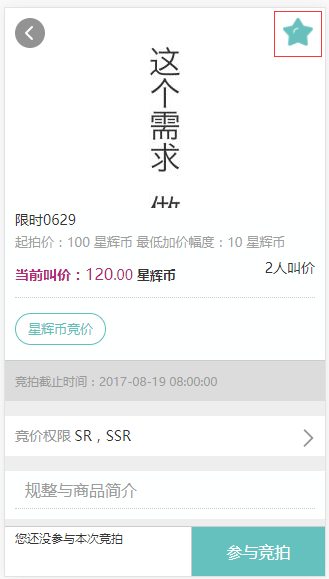 这个需求 做
限时0629
起拍价：100 星辉币 最低加价幅度：10 星辉币
当前叫价：120.00 星辉币
2人叫价
星辉币竞价
竞拍截止时间：2017-08-19 08:00:00
竞价权限 SR，SSR
规整与商品简介
您还没参与本次竞拍
参与竞拍